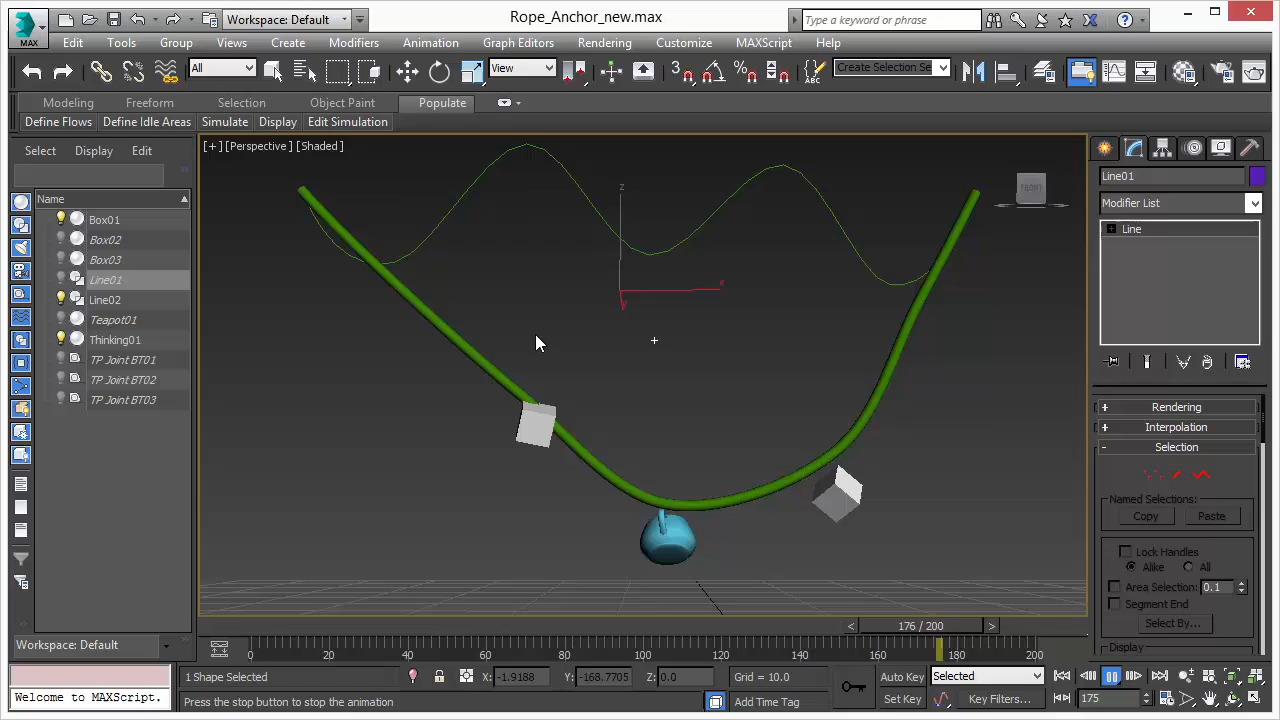 Workspace: Default
Rope_Anchor_new.max
Type a keyword or phrase
MAX
Edit Tools Group Views Create Modifiers Animation Graph Editors Rendering Customize MAXScript Help
All
View
3
Create Selection Se
Modeling Freeform Selection Object Paint Populate
Define Flows Define Idle Areas Simulate Display Edit Simulation
Select Display Edit
[+] [Perspective] [Shaded]
FRONT
Name
Box01
Box02
Box03
Line01
Line02
Teapot01
Thinking01
TP Joint BT01
TP Joint BT02
TP Joint BT03
z
x
y
Line01
Modifier List
Line
+ Rendering
+ Interpolation
- Selection
Named Selections:
Copy Paste
Lock Handles
Alike All
Area Selection: 0.1
Segment End
Select By...
Display
< 176 / 200 >
Workspace: Default
0 20 40 60 80 100 120 140 160 180 200
1 Shape Selected
X: -1.9188 Y: -168.7705 Z: 0.0
Grid = 10.0
Auto Key Selected
Welcome to MAXScript.
Press the stop button to stop the animation
Add Time Tag
Set Key Key Filters...
175